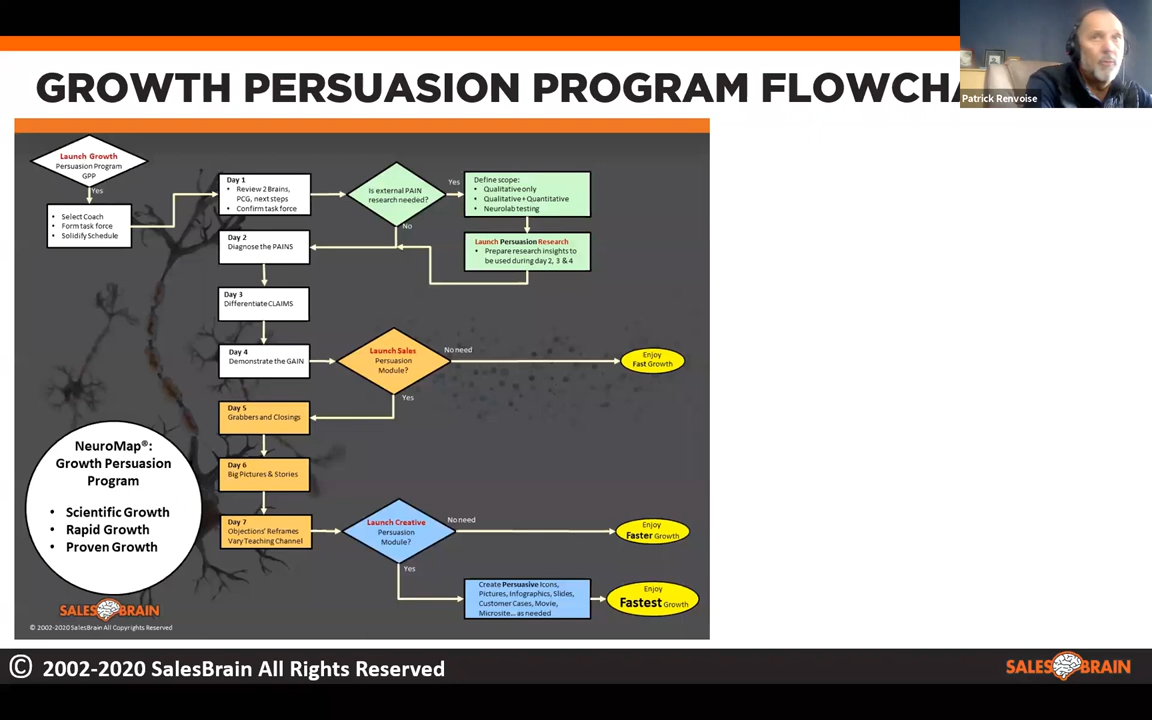 GROWTH PERSUASION PROGRAM FLOWCHA
Patrick Renvoise
Launch Growth
Persuasion Program
GPP
Yes
• Select Coach
• Form task force
• Solidify Schedule
Day 1
• Review 2 Brains,
PCG, next steps
• Confirm task force
Is external PAIN
research needed?
Yes
No
Define scope:
Qualitative only
Qualitative + Quantitative
Neurolab testing
Launch Persuasion Research
• Prepare research insights to
be used during day 2, 3 & 4
Day 2
Diagnose the PAINS
Day 3
Differentiate CLAIMS
Day 4
Demonstrate the GAIN
Launch Sales
Persuasion
Module?
No need
Enjoy
Fast Growth
Yes
Day 5
Grabbers and Closings
Day 6
Big Pictures & Stories
Day 7
Objections' Reframes
Vary Teaching Channel
Launch Creative
Persuasion
Module?
No need
Enjoy
Faster Growth
Yes
Create Persuasive Icons,
Pictures, Infographics, Slides,
Customer Cases, Movie,
Microsite... as needed
Enjoy
Fastest Growth
NeuroMap®:
Growth Persuasion
Program
• Scientific Growth
• Rapid Growth
• Proven Growth
SALES BRAIN
© 2002-2020 SalesBrain All Copyrights Reserved
© 2002-2020 SalesBrain All Rights Reserved
SALES BRAIN